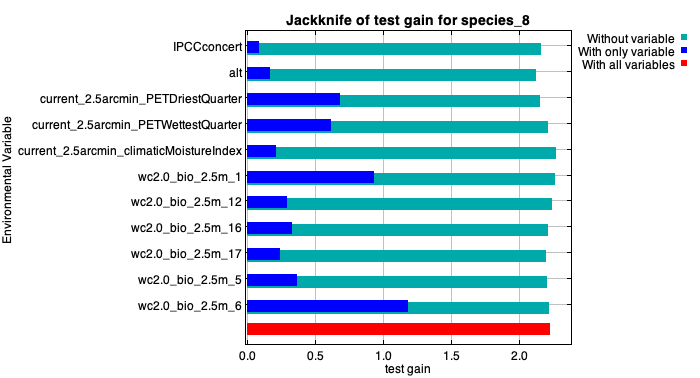 Jackknife of test gain for species_8
Without variable
With only variable
With all variables
Environmental Variable
IPCCconcert
alt
current_2.5arcmin_PETDriestQuarter
current_2.5arcmin_PETWettestQuarter
current_2.5arcmin_climaticMoistureIndex
wc2.0_bio_2.5m_1
wc2.0_bio_2.5m_12
wc2.0_bio_2.5m_16
wc2.0_bio_2.5m_17
wc2.0_bio_2.5m_5
wc2.0_bio_2.5m_6
0.0 0.5 1.0 1.5 2.0
test gain